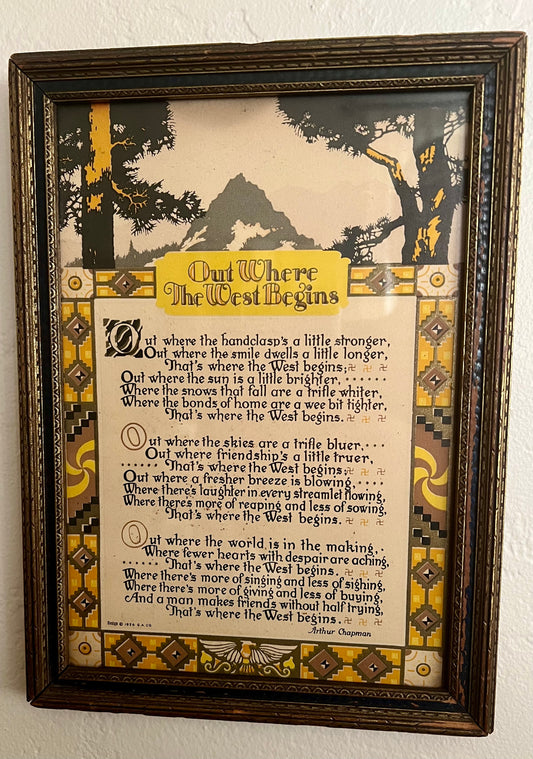 Out Where
The West Begins
Out where the handclasp's a little stronger,
Out where the smile dwells a little longer,
That's where the West begins;
Out where the sun is a little brighter,
Where the snows that fall are a trifle whiter,
Where the bonds of home are a wee bit tighter,
That's where the West begins.
Out where the skies are a trifle bluer,
Out where friendship's a little truer,
That's where the West begins;
Out where a fresher breeze is blowing,
Where there's laughter in every streamlet flowing,
Where there's more of reaping and less of sowing,
That's where the West begins.
Out where the world is in the making,
Where fewer hearts with despair are aching,
That's where the West begins.
Where there's more of singing and less of sighing,
Where there's more of giving and less of buying,
And a man makes friends without half trying,
That's where the West begins.
Arthur Chapman
Design © 1924 B.A. Co.